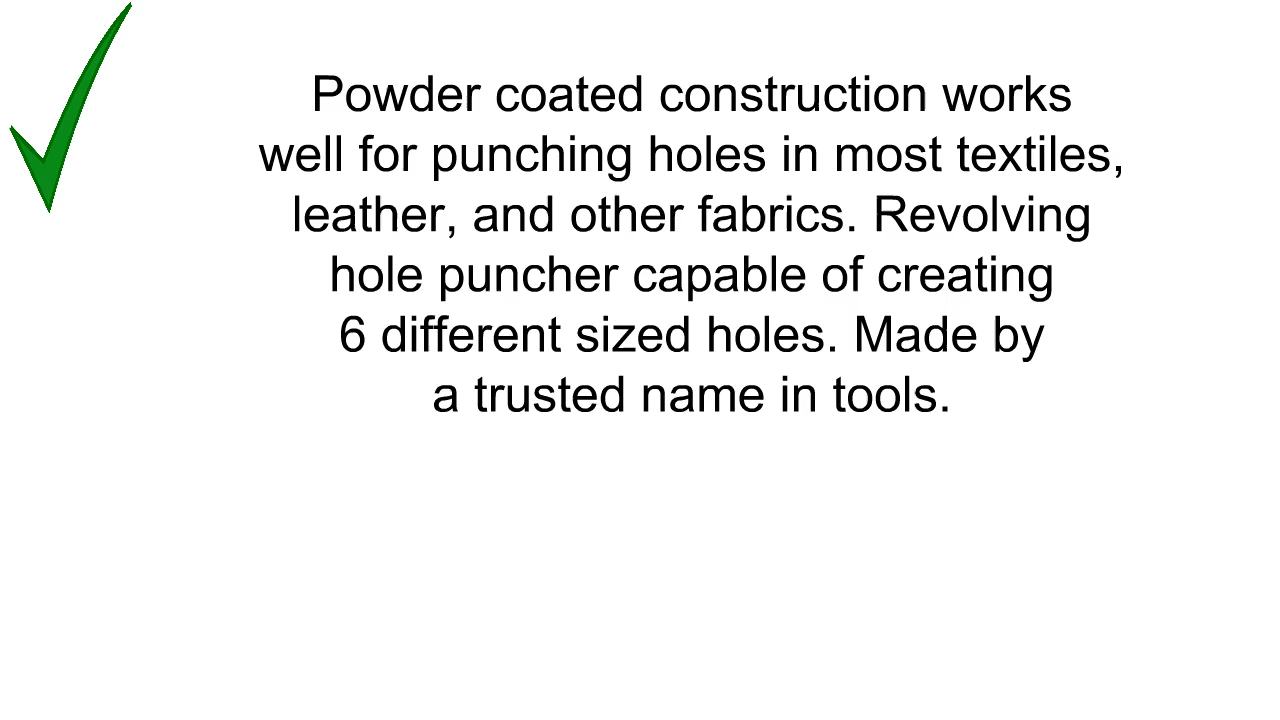 Powder coated construction works
well for punching holes in most textiles,
leather, and other fabrics. Revolving
hole puncher capable of creating
6 different sized holes. Made by
a trusted name in tools.